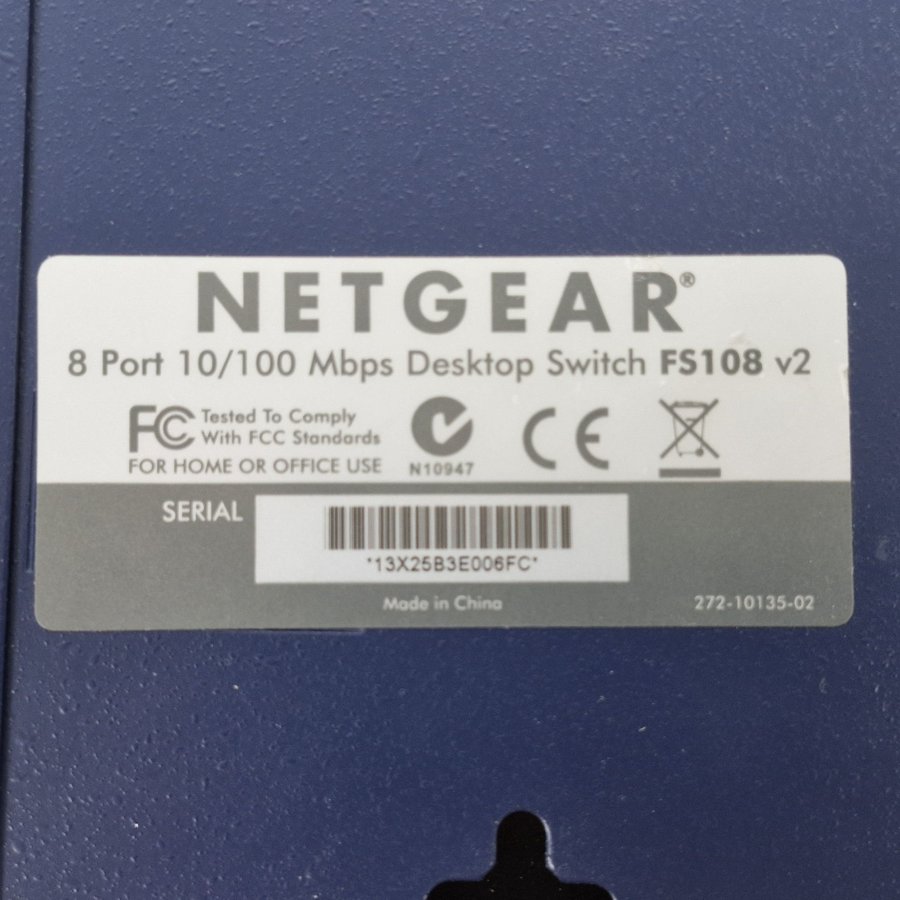 NETGEAR®
8 Port 10/100 Mbps Desktop Switch FS108 v2
FC Tested To Comply
With FCC Standards
FOR HOME OR OFFICE USE
N10947
CE
SERIAL
*13X25B3E006FC*
Made in China
272-10135-02